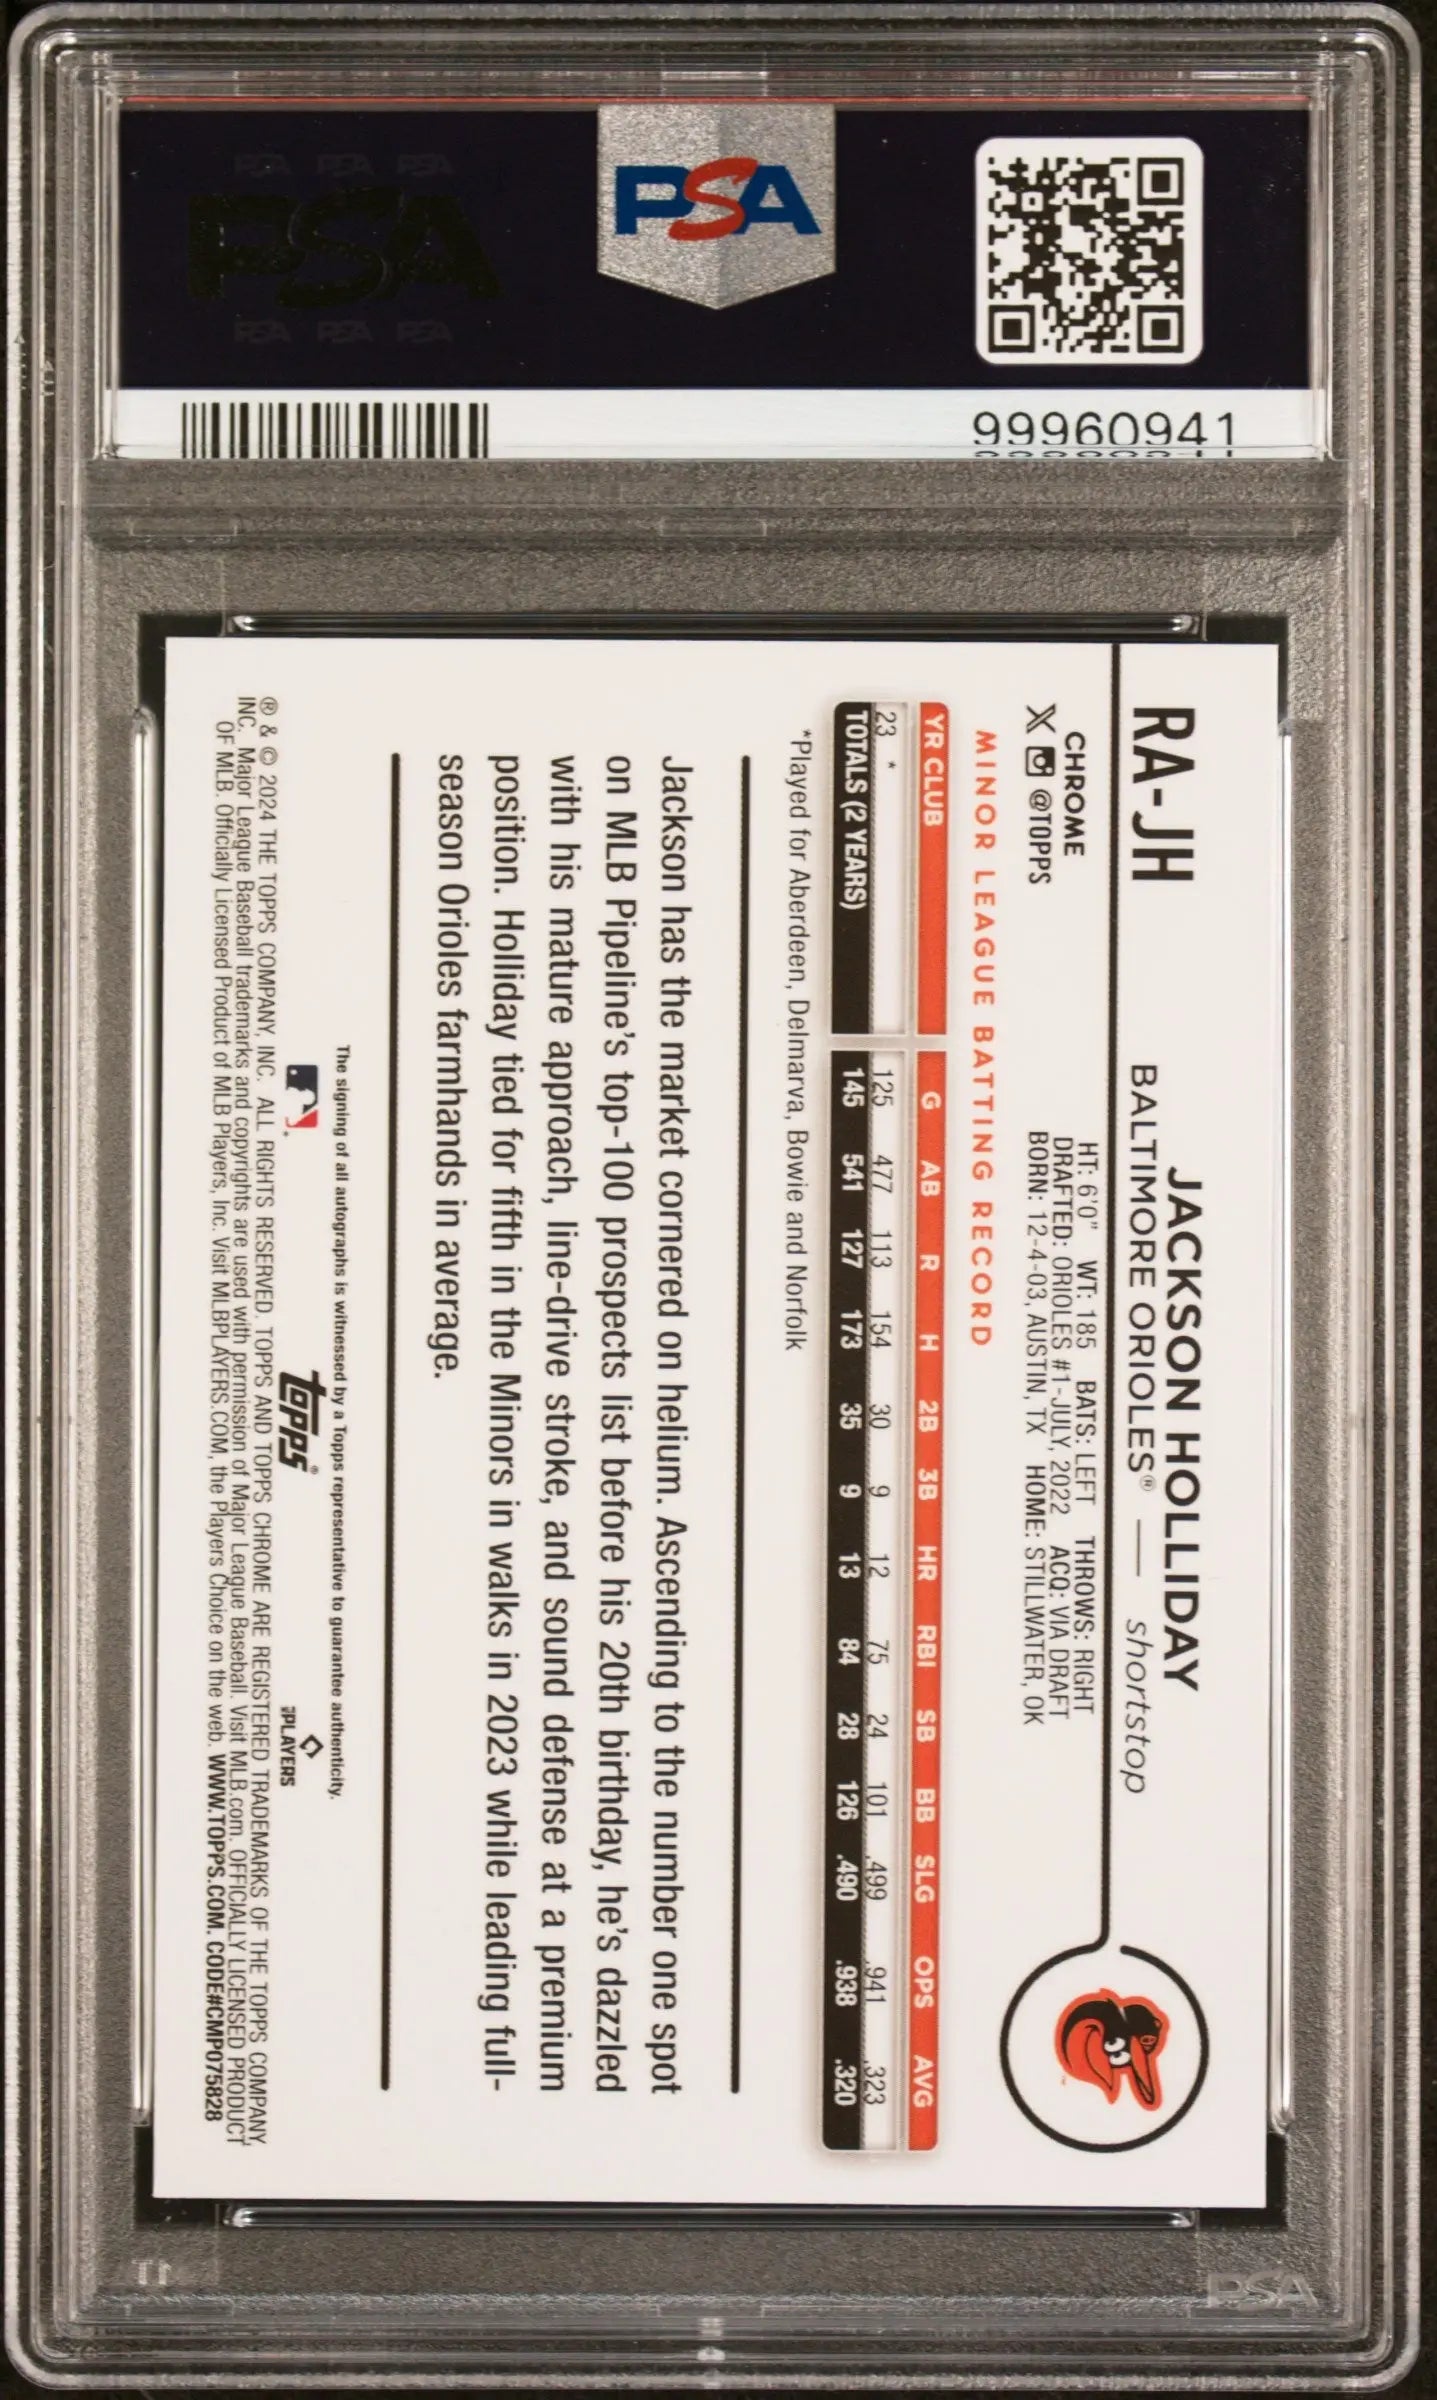 PSA PSA PSA
PSA
PSA PSA PSA
PSA
99960941
RA-JH
JACKSON HOLLIDAY
BALTIMORE ORIOLES® — shortstop
CHROME
X @TOPPS
HT: 6'0" WT: 185 BATS: LEFT THROWS: RIGHT
DRAFTED: ORIOLES #1-JULY, 2022 ACQ: VIA DRAFT
BORN: 12-4-03, AUSTIN, TX HOME: STILLWATER, OK
MINOR LEAGUE BATTING RECORD
YR CLUB G AB R H 2B 3B HR RBI SB BB SLG OPS AVG
23 * 125 477 113 154 30 9 12 75 24 101 .499 .941 .323
TOTALS (2 YEARS) 145 541 127 173 35 9 13 84 28 126 .490 .938 .320
*Played for Aberdeen, Delmarva, Bowie and Norfolk
Jackson has the market cornered on helium. Ascending to the number one spot
on MLB Pipeline's top-100 prospects list before his 20th birthday, he's dazzled
with his mature approach, line-drive stroke, and sound defense at a premium
position. Holliday tied for fifth in the Minors in walks in 2023 while leading full-
season Orioles farmhands in average.
The signing of all autographs is witnessed by a Topps representative to guarantee authenticity.
topps®
PLAYERS
® & © 2024 THE TOPPS COMPANY, INC. ALL RIGHTS RESERVED. TOPPS AND TOPPS CHROME ARE REGISTERED TRADEMARKS OF THE TOPPS COMPANY,
INC. Major League Baseball trademarks and copyrights are used with permission of Major League Baseball. Visit MLB.com. OFFICIALLY LICENSED PRODUCT
OF MLB. Officially Licensed Product of MLB Players, Inc. Visit MLBPLAYERS.COM, the Players Choice on the web. WWW.TOPPS.COM. CODE#CMP075828
PSA